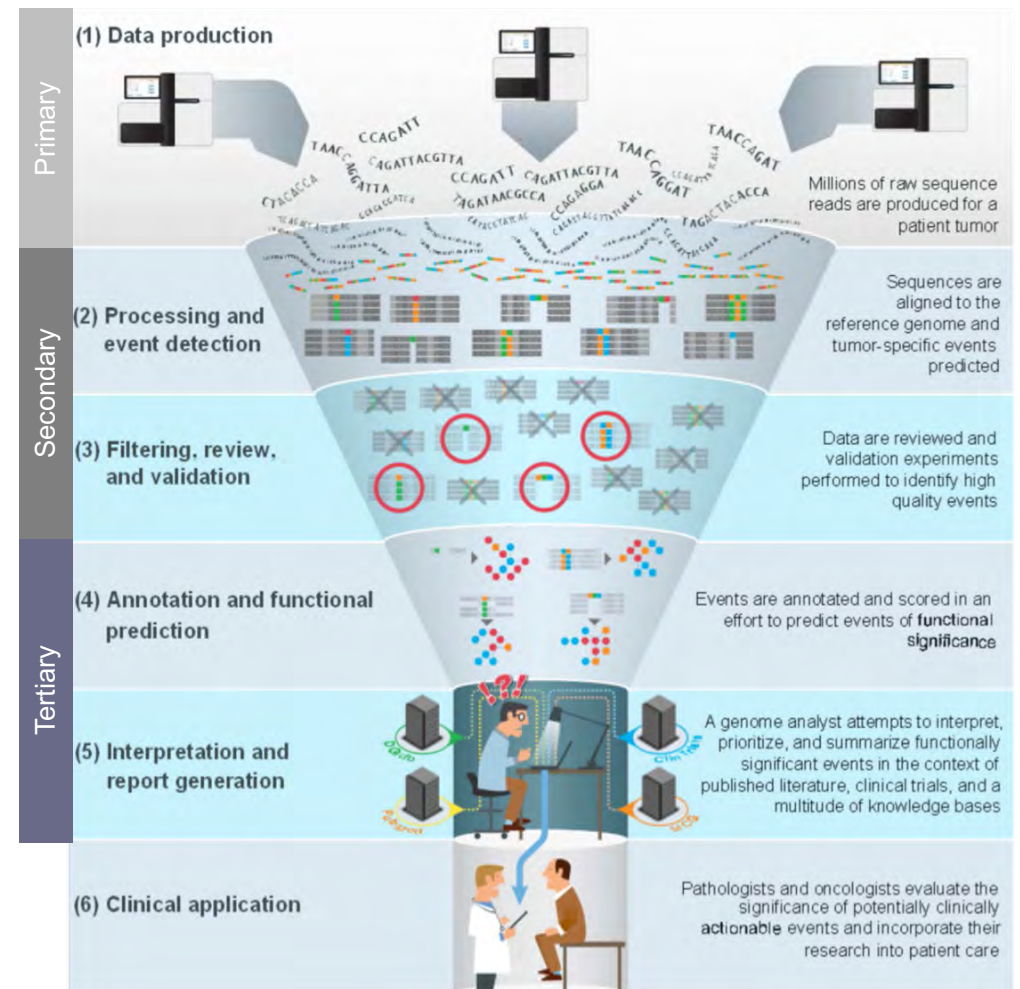 Primary
(1) Data production
CCAGATT
TAACCAGGATTA
CAGATTACGTTA
CCAGATT
CAGATTACGTTA
TAACCAGGAT
TAACCAGAT
CTACACCA
TAGATAACGCCA
CCAGAGGA
TAGACTACACCA
Millions of raw sequence
reads are produced for a
patient tumor
Secondary
(2) Processing and
event detection
Sequences are
aligned to the
reference genome and
tumor-specific events
predicted
(3) Filtering, review,
and validation
Data are reviewed and
validation experiments
performed to identify high
quality events
Tertiary
(4) Annotation and functional
prediction
Events are annotated and scored in an
effort to predict events of functional
significance
!?!
(5) Interpretation and
report generation
ClinTrials
A genome analyst attempts to interpret,
prioritize, and summarize functionally
significant events in the context of
published literature, clinical trials, and a
multitude of knowledge bases
(6) Clinical application
Pathologists and oncologists evaluate the
significance of potentially clinically
actionable events and incorporate their
research into patient care